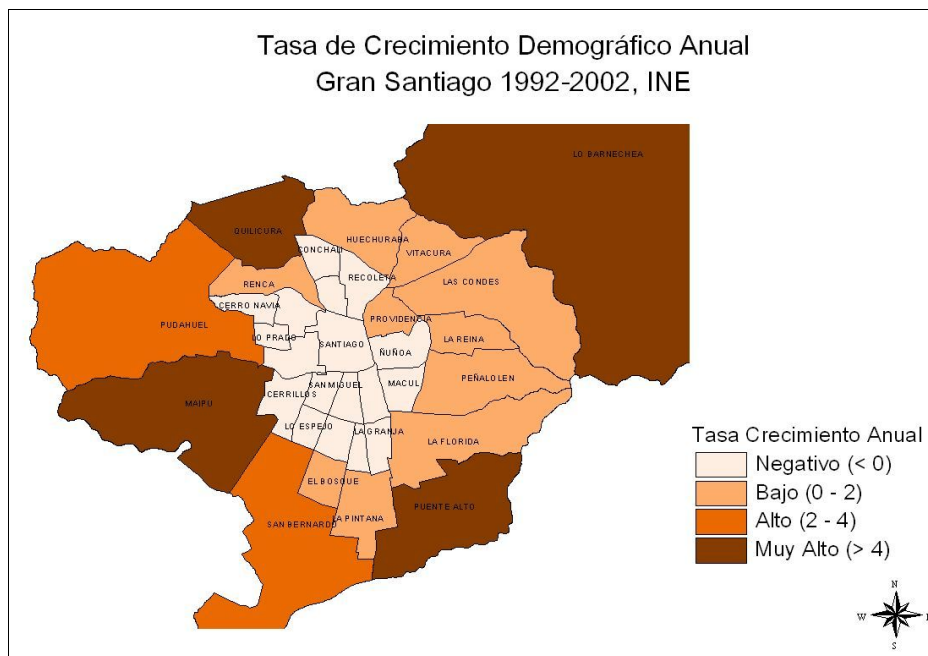 Tasa de Crecimiento Demográfico Anual
Gran Santiago 1992-2002, INE
LO BARNECHEA
QUILICURA
HUECHURABA
CONCHALI
VITACURA
RECOLETA
LAS CONDES
RENCA
CERRO NAVIA
PROVIDENCIA
PUDAHUEL
LO PRADO
SANTIAGO
LA REINA
ÑUÑOA
PEÑALOLEN
SAN MIGUEL
MACUL
CERRILLOS
MAIPU
LO ESPEJO
LA GRANJA
LA FLORIDA
EL BOSQUE
PUENTE ALTO
LA PINTANA
SAN BERNARDO
Tasa Crecimiento Anual
Negativo (< 0)
Bajo (0 - 2)
Alto (2 - 4)
Muy Alto (> 4)
N
W
E
S